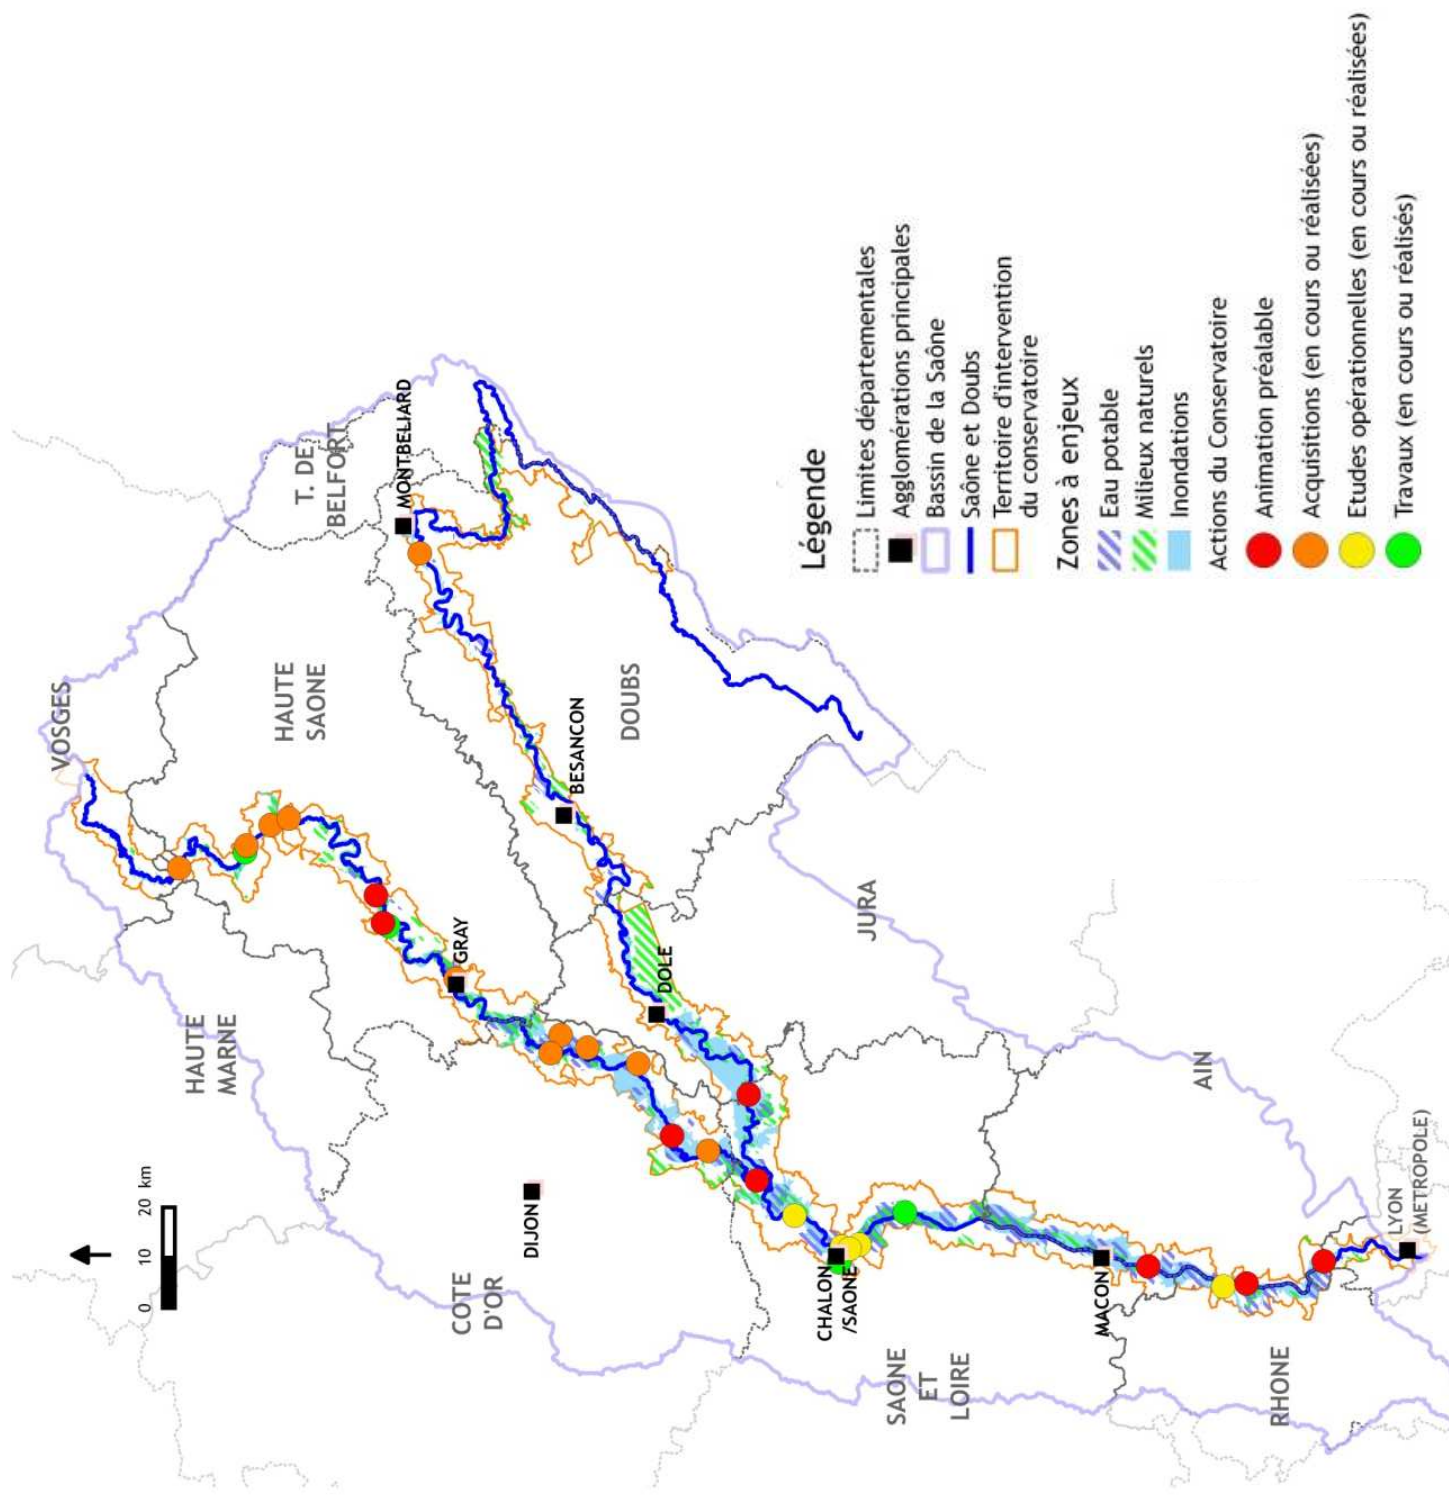 VOSGES
HAUTE
SAONE
T. DE
BELFORT
MONT-BELIARD
HAUTE
MARNE
GRAY
BESANCON
DOUBS
DOLE
JURA
0 10 20 km
DIJON
COTE
D'OR
CHALON
/SAONE
SAONE
ET
LOIRE
MACON
AIN
RHONE
LYON
(METROPOLE)
Légende
Limites départementales
Agglomérations principales
Bassin de la Saône
Saône et Doubs
Territoire d'intervention
du conservatoire
Zones à enjeux
Eau potable
Milieux naturels
Inondations
Actions du Conservatoire
Animation préalable
Acquisitions (en cours ou réalisées)
Etudes opérationnelles (en cours ou réalisées)
Travaux (en cours ou réalisés)